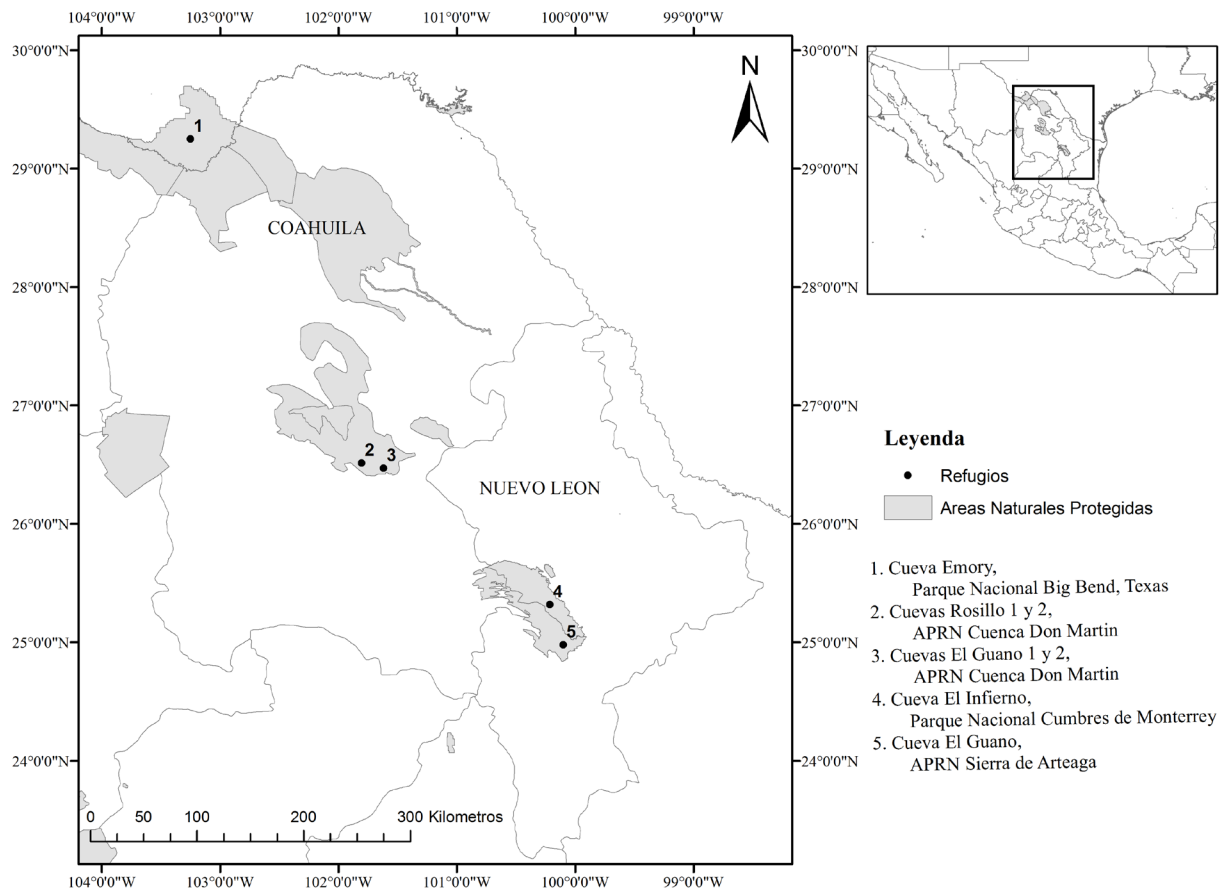 104°0'0"W 103°0'0"W 102°0'0"W 101°0'0"W 100°0'0"W 99°0'0"W
30°0'0"N 30°0'0"N
29°0'0"N 29°0'0"N
28°0'0"N 28°0'0"N
27°0'0"N 27°0'0"N
26°0'0"N 26°0'0"N
25°0'0"N 25°0'0"N
24°0'0"N 24°0'0"N
N
1
COAHUILA
2 3
NUEVO LEON
4
5
0 50 100 200 300 Kilometros
104°0'0"W 103°0'0"W 102°0'0"W 101°0'0"W 100°0'0"W 99°0'0"W
Leyenda
Refugios
Areas Naturales Protegidas
1. Cueva Emory,
Parque Nacional Big Bend, Texas
2. Cuevas Rosillo 1 y 2,
APRN Cuenca Don Martin
3. Cuevas El Guano 1 y 2,
APRN Cuenca Don Martin
4. Cueva El Infierno,
Parque Nacional Cumbres de Monterrey
5. Cueva El Guano,
APRN Sierra de Arteaga